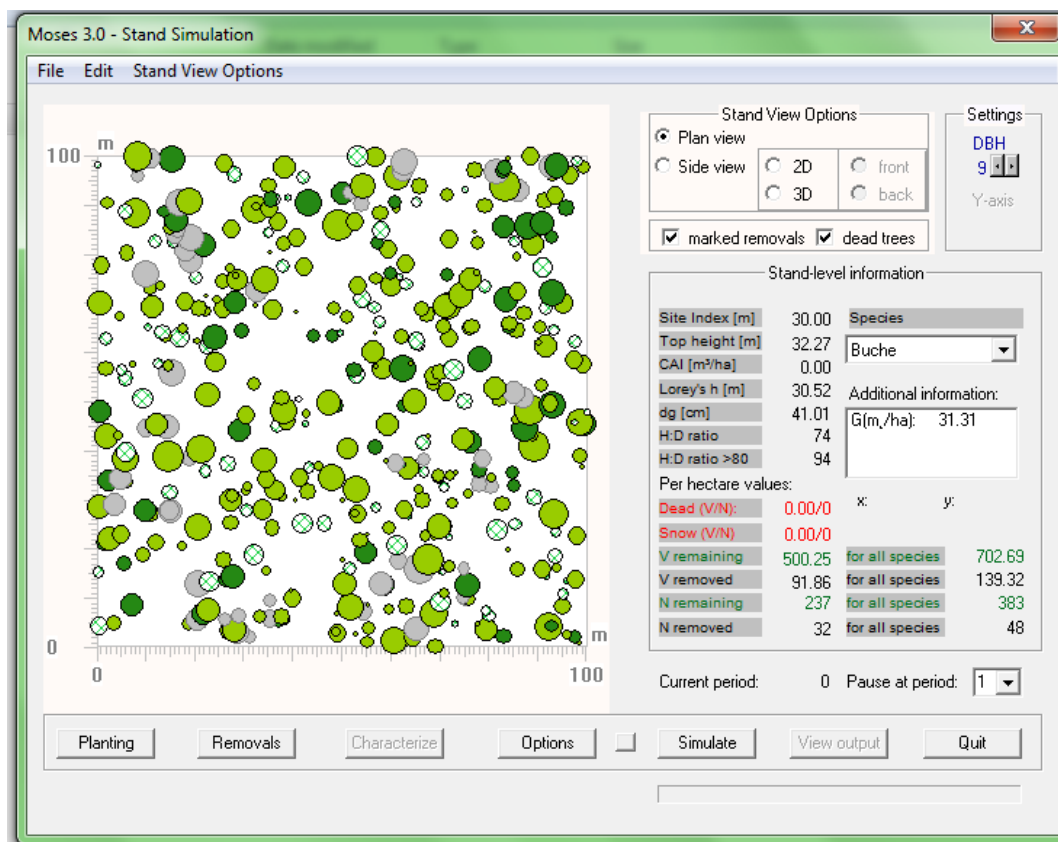 Moses 3.0 - Stand Simulation
File Edit Stand View Options
m
100
0
0 100
m
Stand View Options
Plan view
Side view
2D
3D
front
back
marked removals
dead trees
Settings
DBH
9
Y-axis
Stand-level information
Site Index [m] 30.00
Top height [m] 32.27
CAI [m³/ha] 0.00
Lorey's h [m] 30.52
dg [cm] 41.01
H:D ratio 74
H:D ratio >80 94
Species
Buche
Additional information:
G(m,/ha): 31.31
x: y:
Per hectare values:
Dead (V/N): 0.00/0
Snow (V/N) 0.00/0
V remaining 500.25 for all species 702.69
V removed 91.86 for all species 139.32
N remaining 237 for all species 383
N removed 32 for all species 48
Current period: 0 Pause at period: 1
Planting Removals Characterize Options Simulate View output Quit